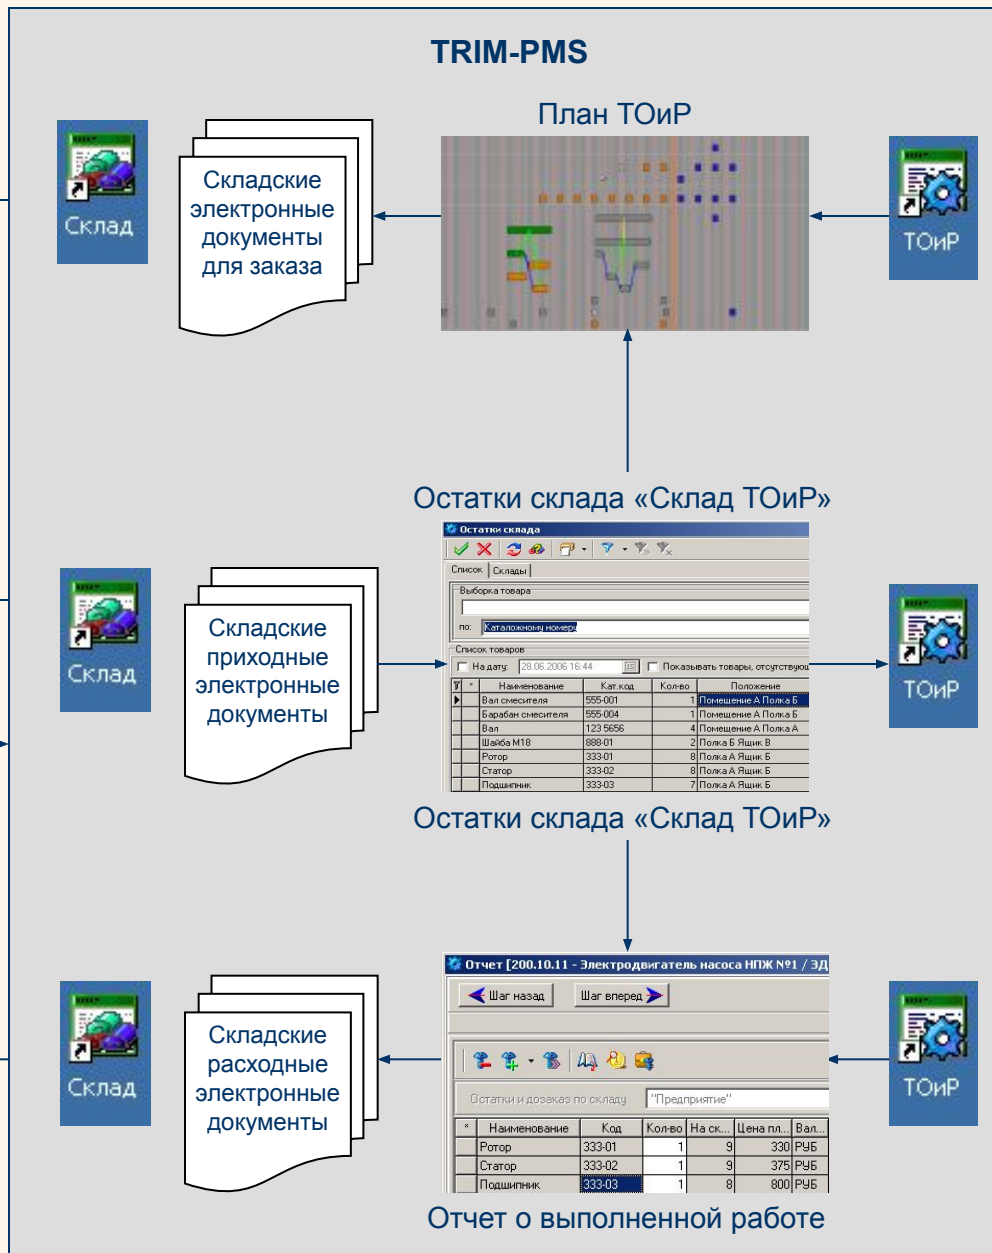 TRIM-PMS
План ТОиР
Склад
Складские
электронные
документы
для заказа
ТОиР
Остатки склада «Склад ТОиР»
Остатки склада
Список Склады
Выборка товара
по: Каталожному номеру
Список товаров
На дату: 28.06.2006 16:44 15 Показывать товары, отсутствующ
* Наименование Кат.код Кол-во Положение
Вал смесителя 555-001 1 Помещение А Полка Б
Барабан смесителя 555-004 1 Помещение А Полка Б
Вал 123 5656 4 Помещение А Полка А
Шайба М18 888-01 2 Полка Б Ящик В
Ротор 333-01 8 Полка А Ящик Б
Статор 333-02 8 Полка А Ящик Б
Подшипник 333-03 7 Полка А Ящик Б
Склад
Складские
приходные
электронные
документы
ТОиР
Остатки склада «Склад ТОиР»
Отчет [200.10.11 - Электродвигатель насоса НПЖ №1 / ЭД
Шаг назад Шаг вперед
Остатки и дозаказ по складу "Предприятие"
* Наименование Код Кол-во На ск... Цена пл... Вал...
Ротор 333-01 1 9 330 РУБ
Статор 333-02 1 9 375 РУБ
Подшипник 333-03 1 8 800 РУБ
Склад
Складские
расходные
электронные
документы
ТОиР
Отчет о выполненной работе